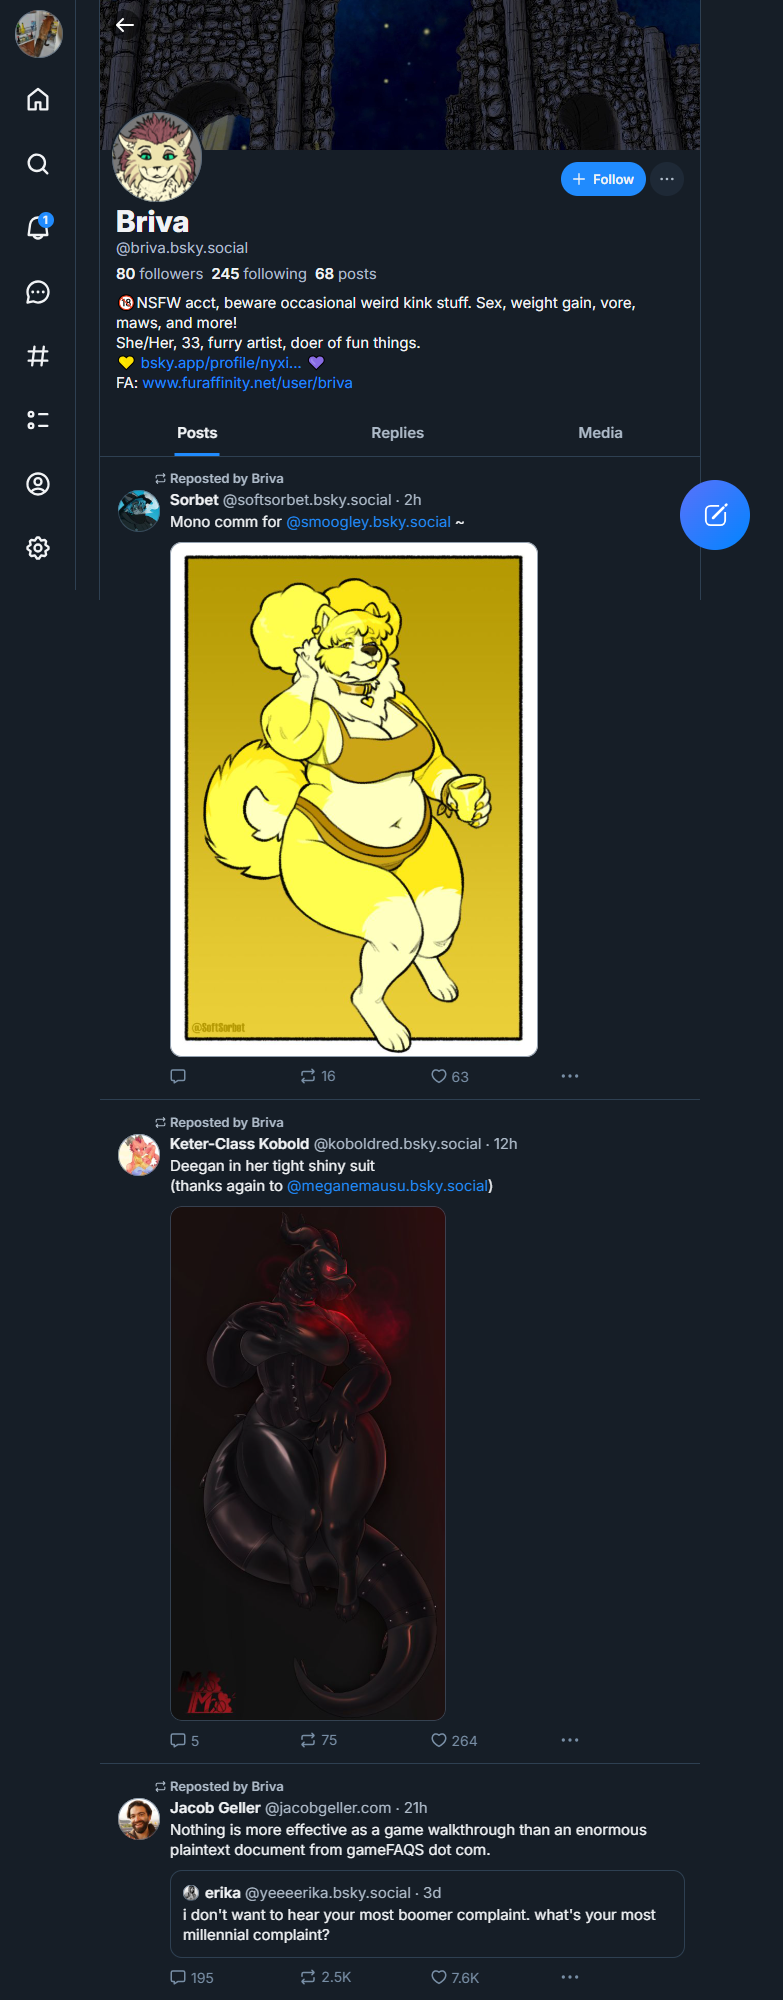 1
Follow
Briva
@briva.bsky.social
80 followers 245 following 68 posts
🔞NSFW acct, beware occasional weird kink stuff. Sex, weight gain, vore,
maws, and more!
She/Her, 33, furry artist, doer of fun things.
💛 bsky.app/profile/nyxi... 💜
FA: www.furaffinity.net/user/briva
Posts Replies Media
Reposted by Briva
Sorbet @softsorbet.bsky.social · 2h
Mono comm for @smoogley.bsky.social ~
@SoftSorbet
16 63
Reposted by Briva
Keter-Class Kobold @koboldred.bsky.social · 12h
Deegan in her tight shiny suit
(thanks again to @meganemausu.bsky.social)
5 75 264
Reposted by Briva
Jacob Geller @jacobgeller.com · 21h
Nothing is more effective as a game walkthrough than an enormous
plaintext document from gameFAQS dot com.
erika @yeeeerika.bsky.social · 3d
i don't want to hear your most boomer complaint. what's your most
millennial complaint?
195 2.5K 7.6K